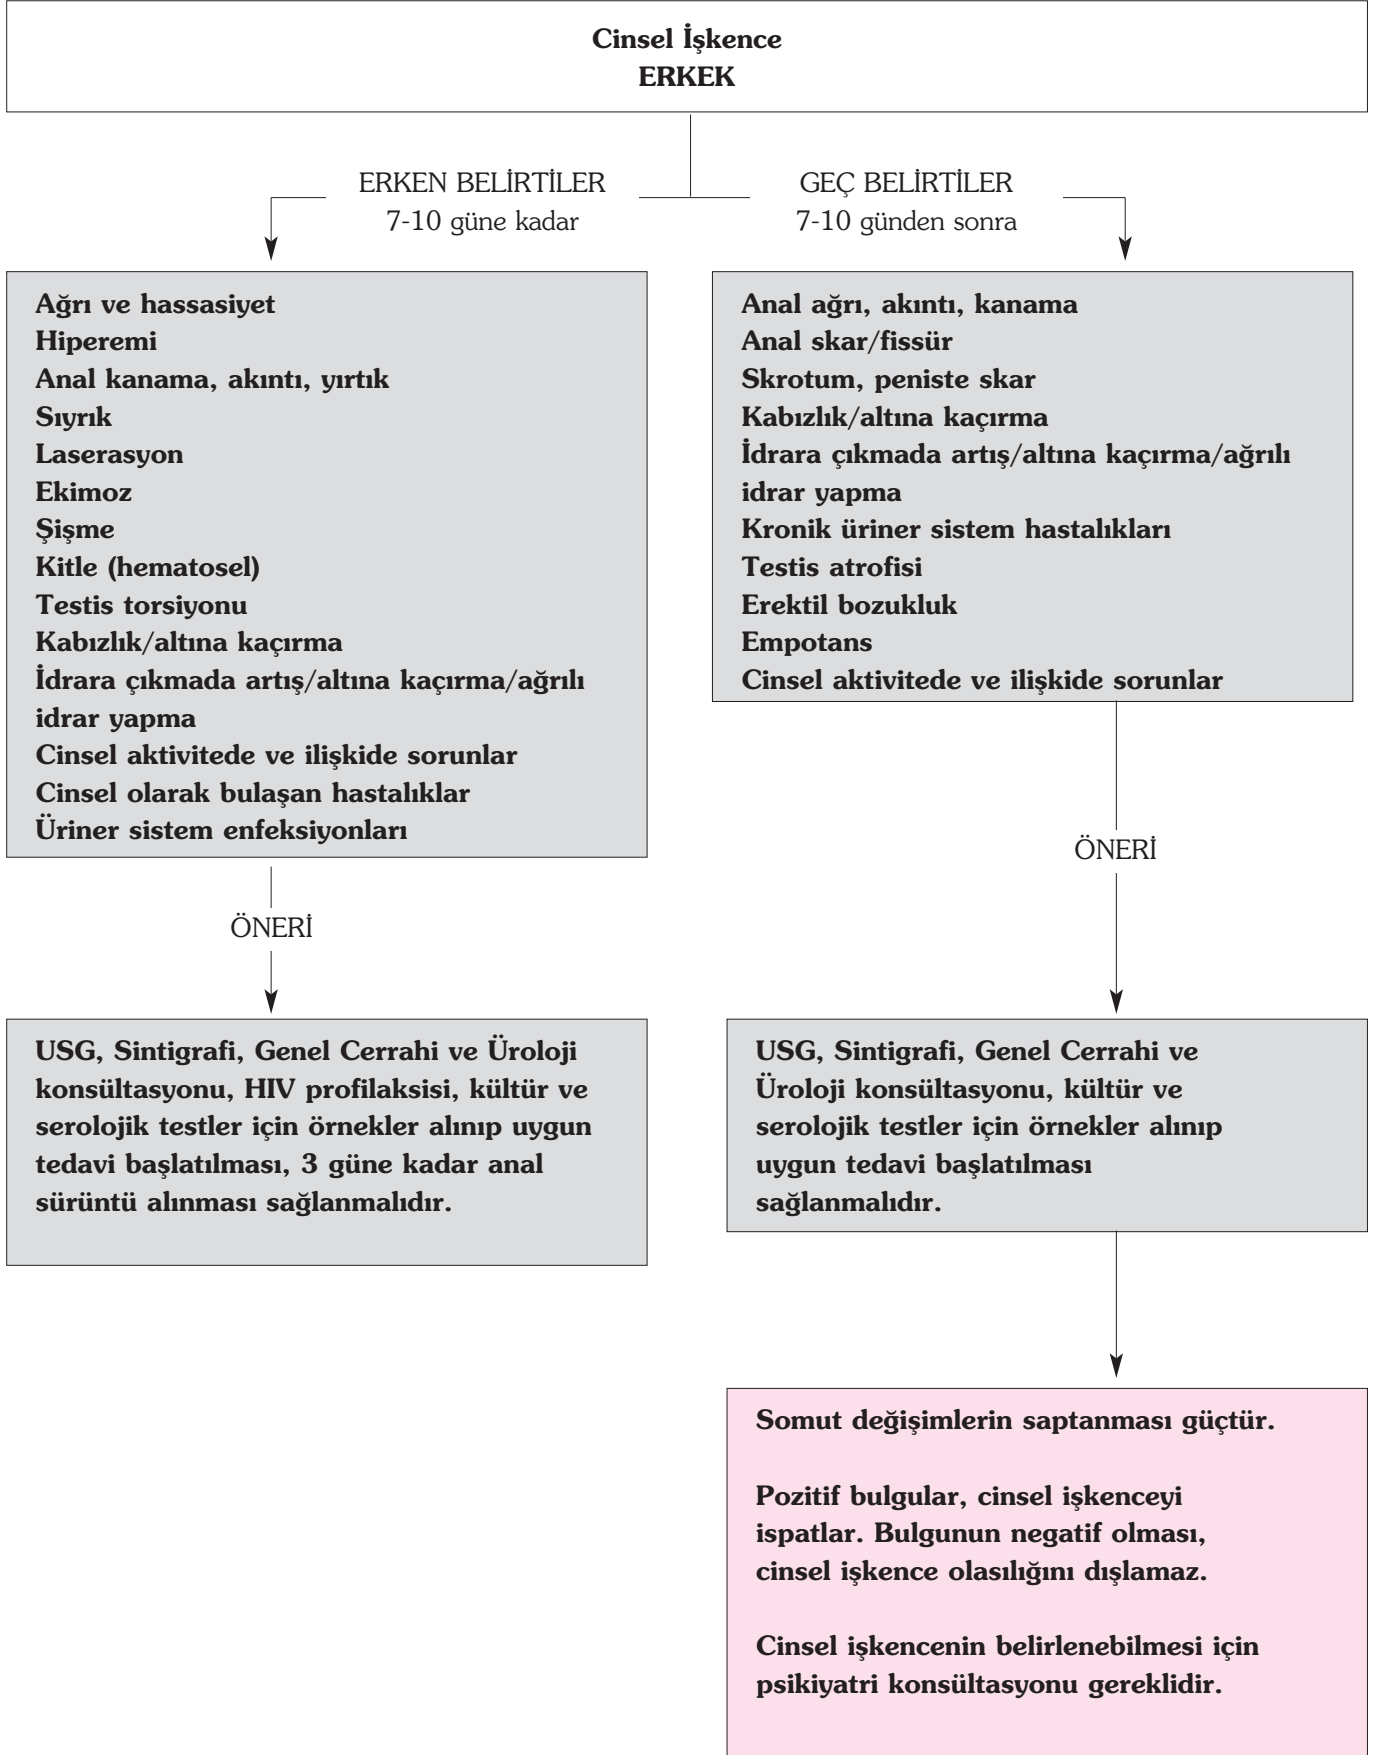 Cinsel İşkence
ERKEK
ERKEN BELİRTİLER
7-10 güne kadar
GEÇ BELİRTİLER
7-10 günden sonra
Ağrı ve hassasiyet
Hiperemi
Anal kanama, akıntı, yırtık
Sıyrık
Laserasyon
Ekimoz
Şişme
Kitle (hematosel)
Testis torsiyonu
Kabızlık/altına kaçırma
İdrara çıkmada artış/altına kaçırma/ağrılı
idrar yapma
Cinsel aktivitede ve ilişkide sorunlar
Cinsel olarak bulaşan hastalıklar
Üriner sistem enfeksiyonları
Anal ağrı, akıntı, kanama
Anal skar/fissür
Skrotum, peniste skar
Kabızlık/altına kaçırma
İdrara çıkmada artış/altına kaçırma/ağrılı
idrar yapma
Kronik üriner sistem hastalıkları
Testis atrofisi
Erektil bozukluk
Empotans
Cinsel aktivitede ve ilişkide sorunlar
ÖNERİ
ÖNERİ
USG, Sintigrafi, Genel Cerrahi ve Üroloji
konsültasyonu, HIV profilaksisi, kültür ve
serolojik testler için örnekler alınıp uygun
tedavi başlatılması, 3 güne kadar anal
sürüntü alınması sağlanmalıdır.
USG, Sintigrafi, Genel Cerrahi ve
Üroloji konsültasyonu, kültür ve
serolojik testler için örnekler alınıp
uygun tedavi başlatılması
sağlanmalıdır.
Somut değişimlerin saptanması güçtür.
Pozitif bulgular, cinsel işkenceyi
ispatlar. Bulgunun negatif olması,
cinsel işkence olasılığını dışlamaz.
Cinsel işkencenin belirlenebilmesi için
psikiyatri konsültasyonu gereklidir.